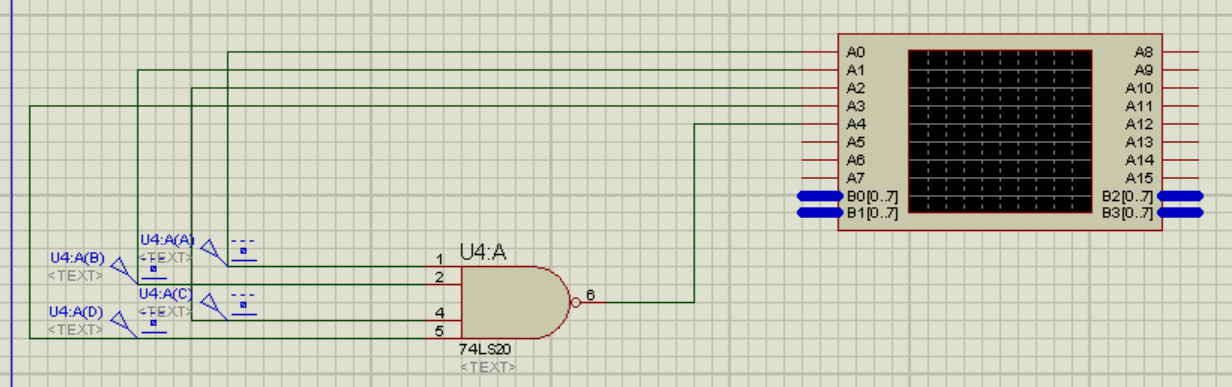 A0 A8
A1 A9
A2 A10
A3 A11
A4 A12
A5 A13
A6 A14
A7 A15
B0[0..7] B2[0..7]
B1[0..7] B3[0..7]
U4:A(A)
<TEXT>
U4:A(B)
<TEXT>
U4:A(C)
<TEXT>
U4:A(D)
<TEXT>
U4:A
1
2
4
5
6
74LS20
<TEXT>